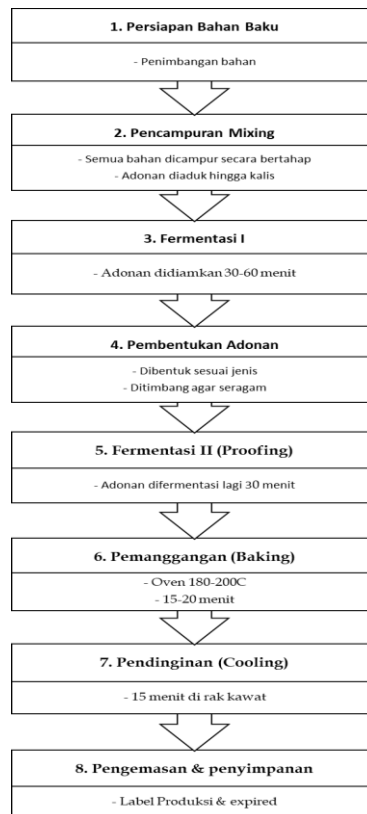 1. Persiapan Bahan Baku
- Penimbangan bahan
2. Pencampuran Mixing
- Semua bahan dicampur secara bertahap
- Adonan diaduk hingga kalis
3. Fermentasi I
- Adonan didiamkan 30-60 menit
4. Pembentukan Adonan
- Dibentuk sesuai jenis
- Ditimbang agar seragam
5. Fermentasi II (Proofing)
- Adonan difermentasi lagi 30 menit
6. Pemanggangan (Baking)
- Oven 180-200C
- 15-20 menit
7. Pendinginan (Cooling)
- 15 menit di rak kawat
8. Pengemasan & penyimpanan
- Label Produksi & expired